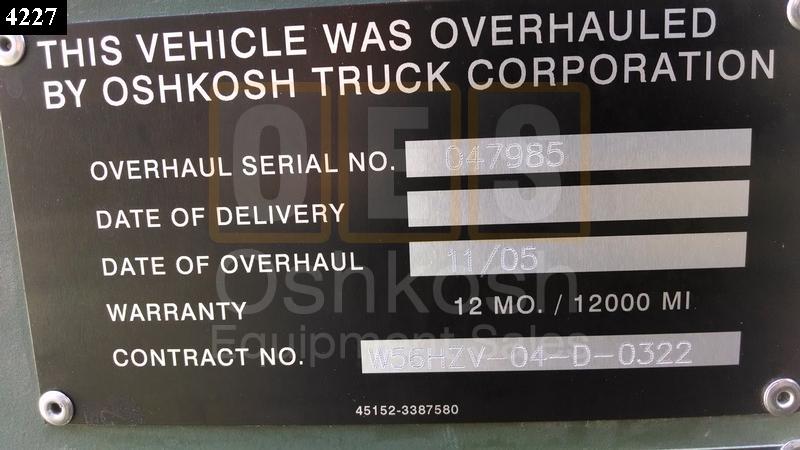 4227
THIS VEHICLE WAS OVERHAULED
BY OSHKOSH TRUCK CORPORATION
OES
Oshkosh
Equipment Sales
OVERHAUL SERIAL NO. 047985
DATE OF DELIVERY
DATE OF OVERHAUL 11/05
WARRANTY 12 MO. / 12000 MI
CONTRACT NO. W56HZV-04-D-0322
45152-3387580